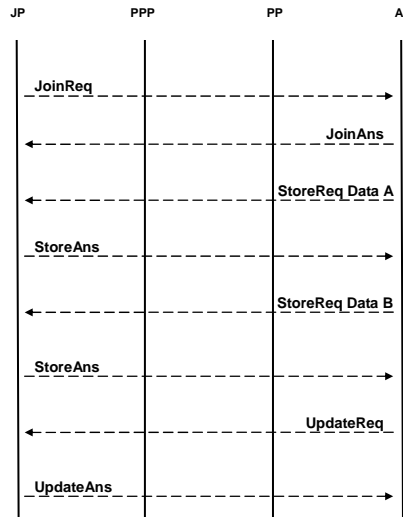 JP PPP PP A
JoinReq
JoinAns
StoreReq Data A
StoreAns
StoreReq Data B
StoreAns
UpdateReq
UpdateAns